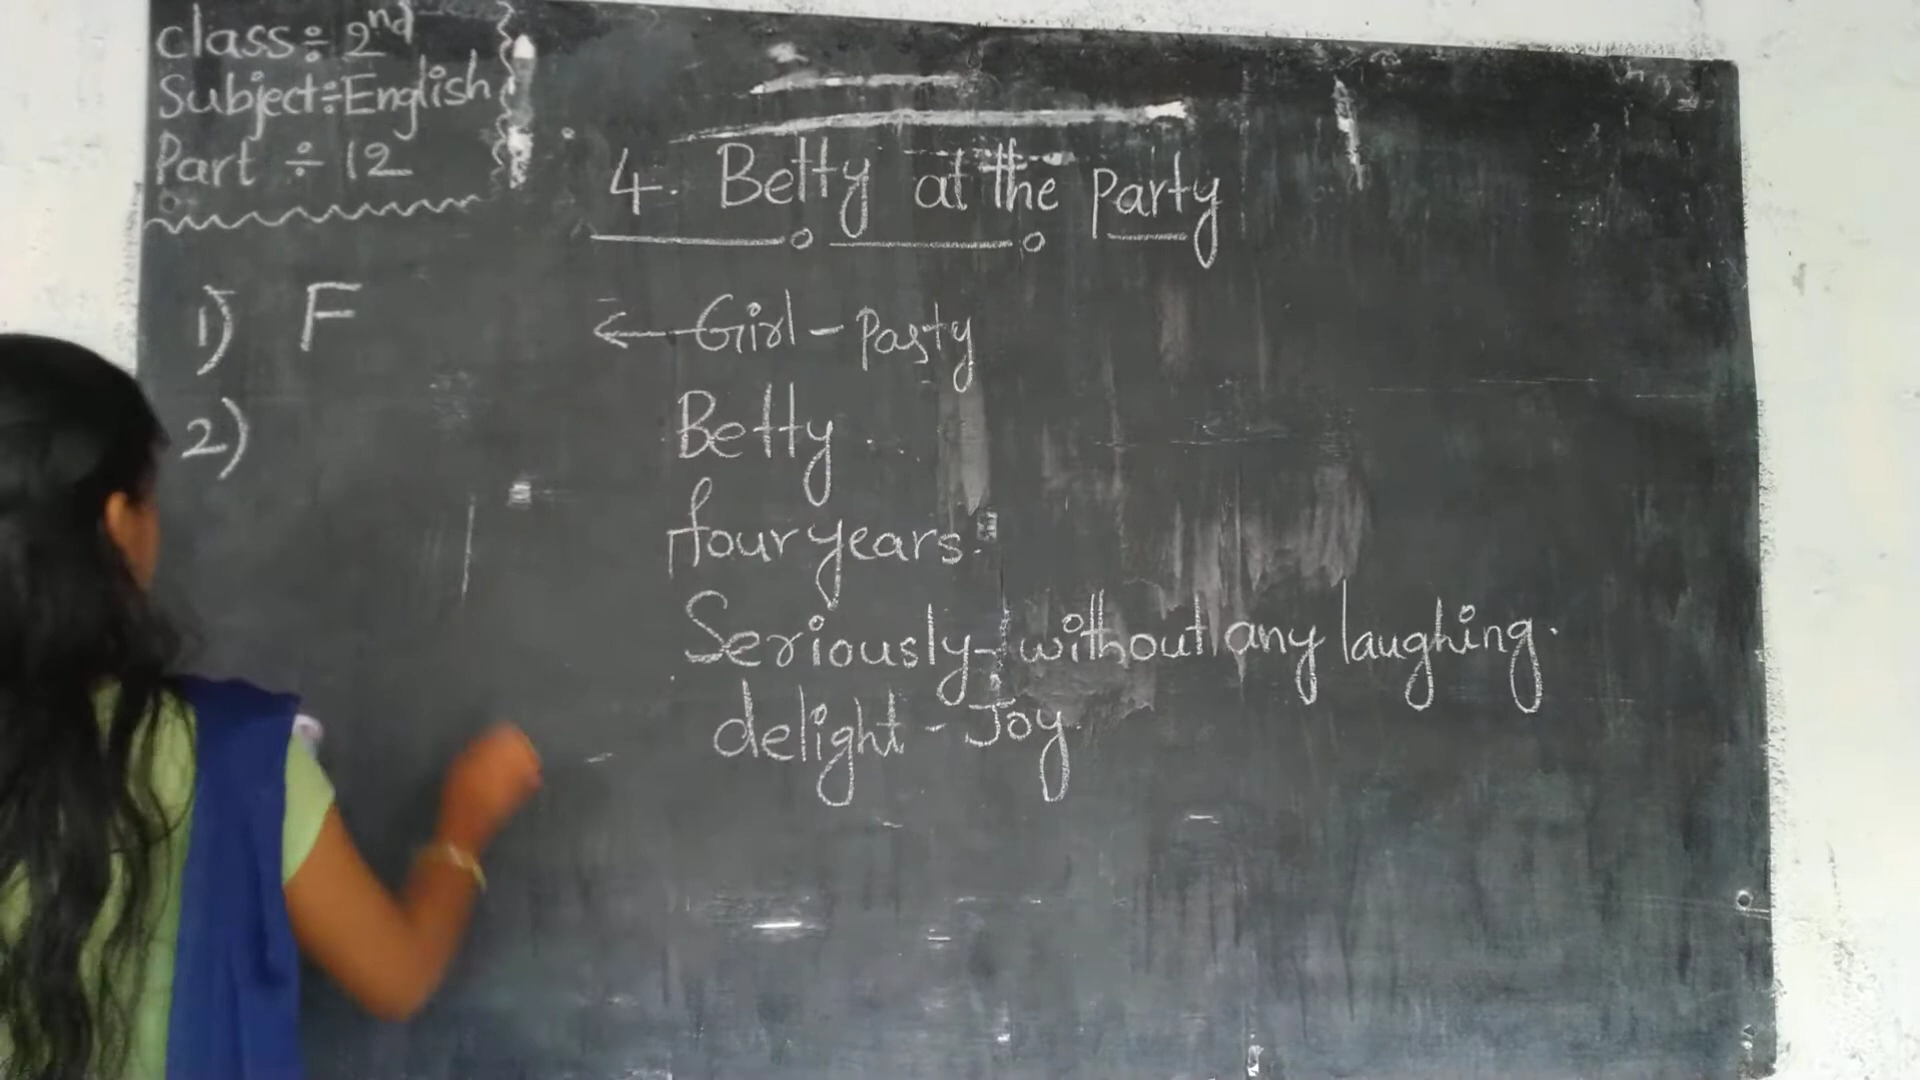 class÷ 2nd
Subject÷English
Part ÷ 12
4. Betty at the party
1) F
2)
← Girl - Party
Betty
four years.
Seriously - without any laughing.
delight - Joy